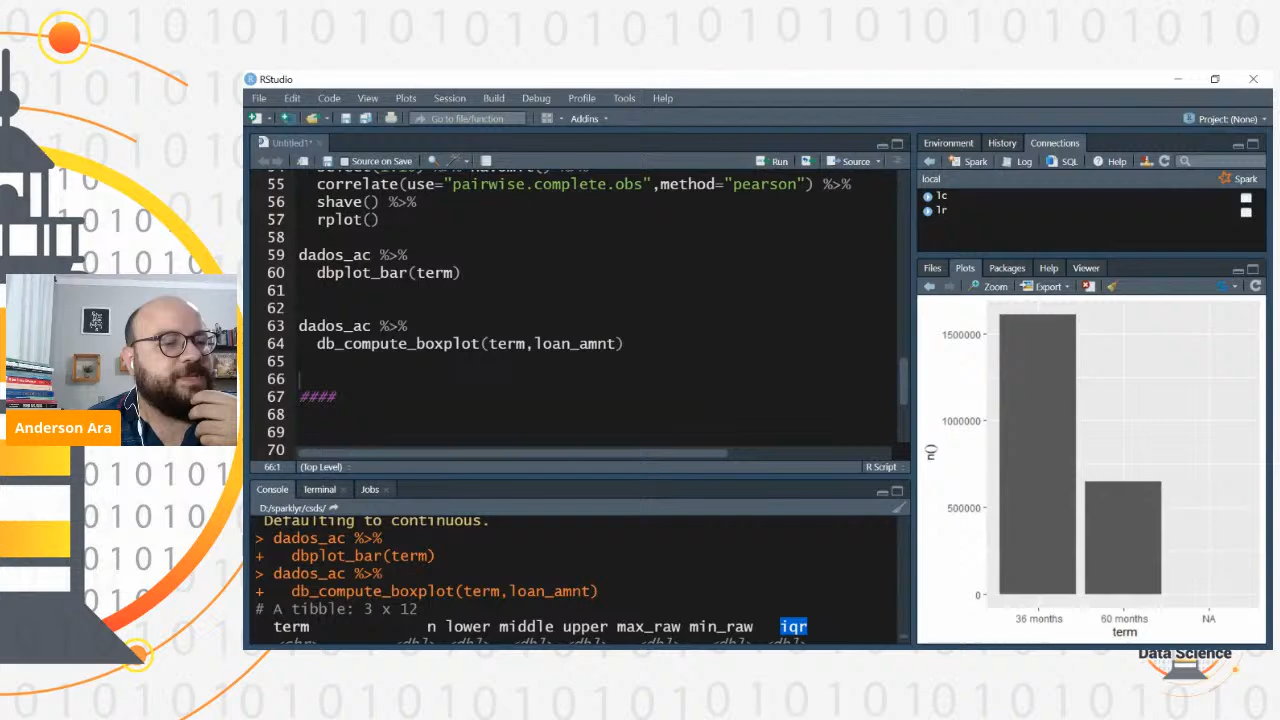 RStudio
File Edit Code View Plots Session Build Debug Profile Tools Help
Go to file/function Addins Project: (None)
Untitled1*
Source on Save Run Source
55 correlate(use="pairwise.complete.obs",method="pearson") %>%
56 shave() %>%
57 rplot()
58
59 dados_ac %>%
60 dbplot_bar(term)
61
62
63 dados_ac %>%
64 db_compute_boxplot(term,loan_amnt)
65
66
67 ####
68
69
70
66:1 (Top Level) R Script
Console Terminal Jobs
D:/sparklyr/csds/
Defaulting to continuous.
> dados_ac %>%
+ dbplot_bar(term)
> dados_ac %>%
+ db_compute_boxplot(term,loan_amnt)
# A tibble: 3 x 12
term n lower middle upper max_raw min_raw iqr
Environment History Connections
Spark Log SQL Help
local Spark
lc
lr
Files Plots Packages Help Viewer
Zoom Export
1500000
1000000
500000
0
n()
36 months 60 months NA
term
Anderson Ara
Data Science